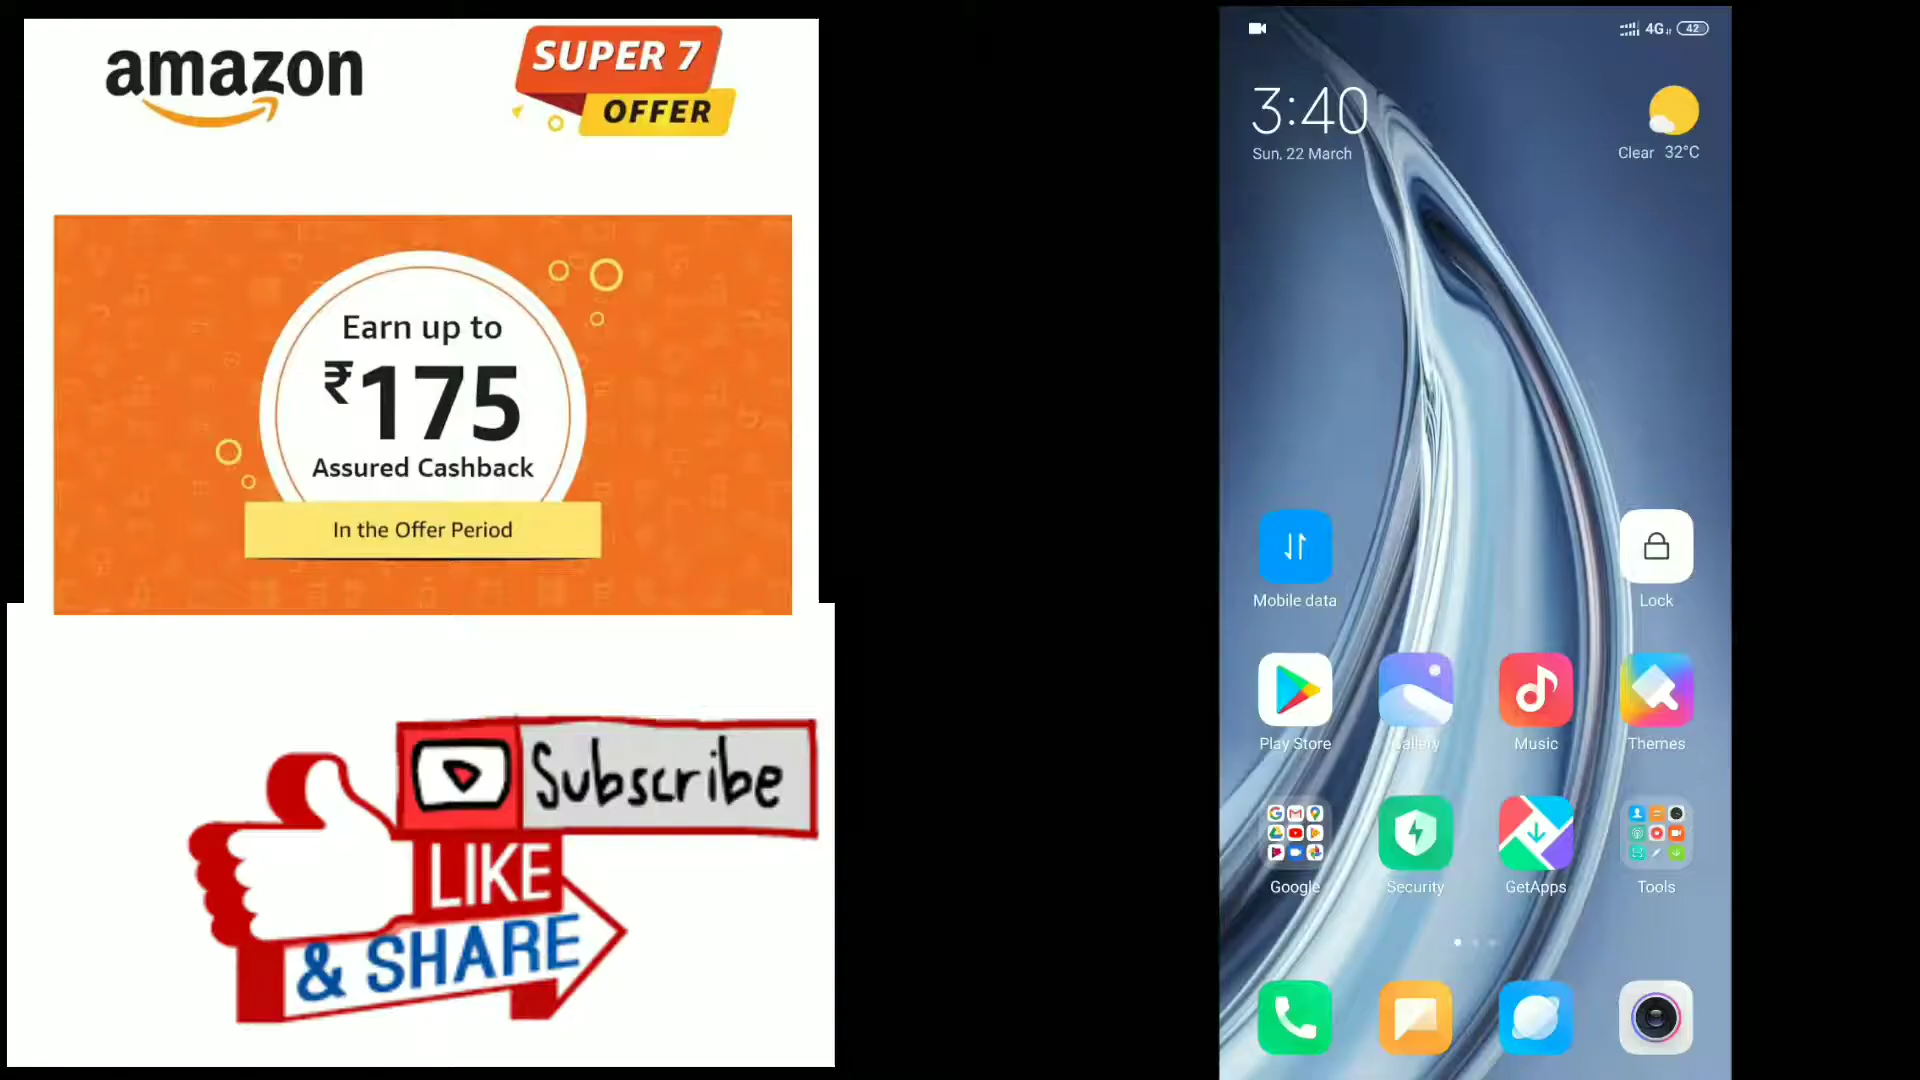 amazon
SUPER 7
OFFER
Earn up to
₹175
Assured Cashback
In the Offer Period
Subscribe
LIKE
& SHARE
4G 42
3:40
Sun, 22 March
Clear 32°C
Mobile data
Lock
Play Store
Gallery
Music
Themes
Google
Security
GetApps
Tools